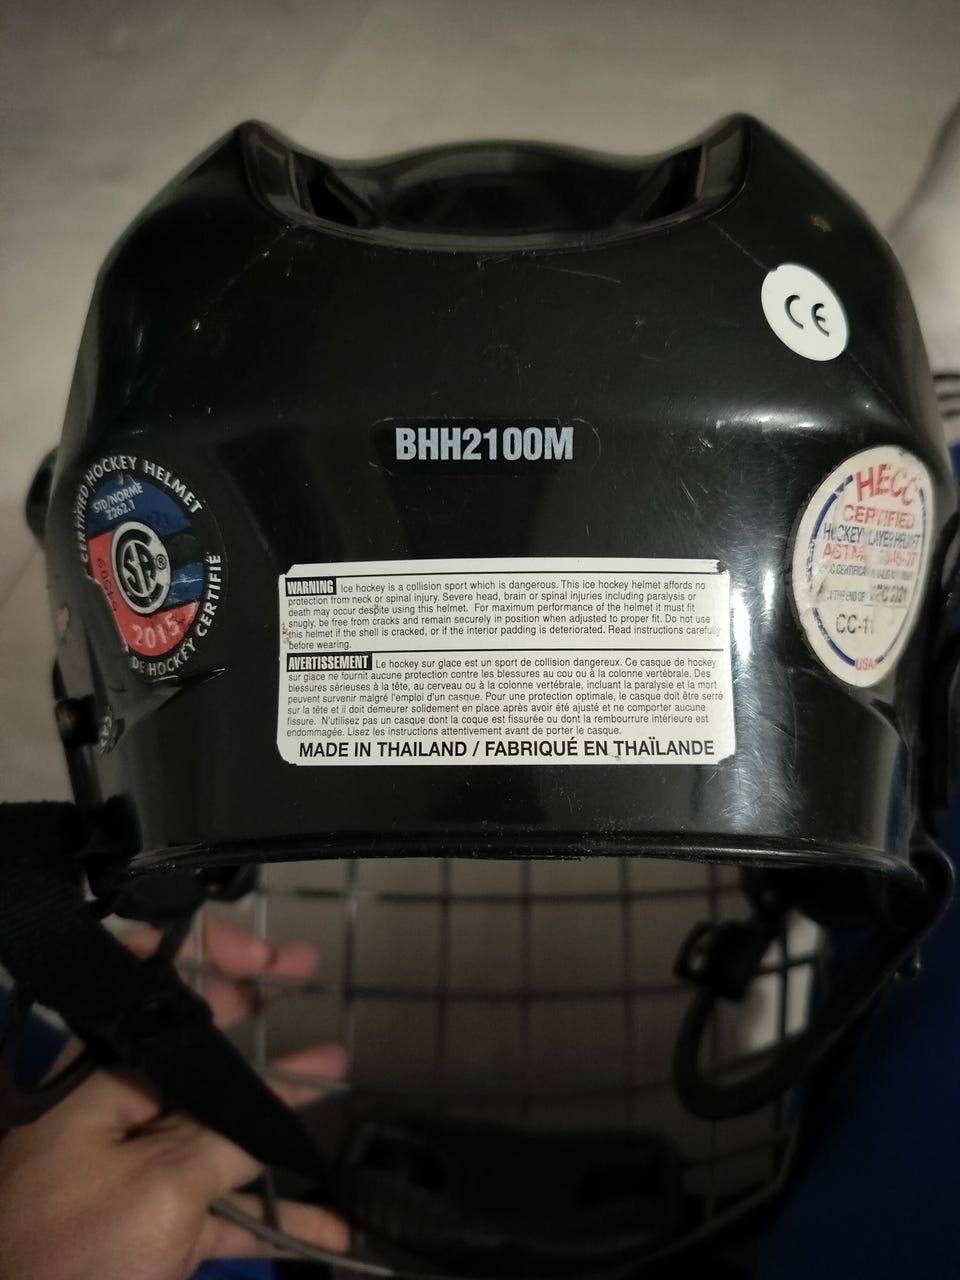 CE
BHH2100M
CERTIFIED HOCKEY HELMET
STD/NORME
Z262.1
CSA®
2015
DE HOCKEY CERTIFIÉ
HECC
CERTIFIED
HOCKEY PLAYER HELMET
ASTM
THE END OF DEC 2021
CC-11
USA
WARNING Ice hockey is a collision sport which is dangerous. This ice hockey helmet affords no
protection from neck or spinal injury. Severe head, brain or spinal injuries including paralysis or
death may occur despite using this helmet. For maximum performance of the helmet it must fit
snugly, be free from cracks and remain securely in position when adjusted to proper fit. Do not use
this helmet if the shell is cracked, or if the interior padding is deteriorated. Read instructions carefully
before wearing.
AVERTISSEMENT Le hockey sur glace est un sport de collision dangereux. Ce casque de hockey
sur glace ne fournit aucune protection contre les blessures au cou ou à la colonne vertébrale. Des
blessures sérieuses à la tête, au cerveau ou à la colonne vertébrale, incluant la paralysie et la mort
peuvent survenir malgré l'emploi d'un casque. Pour une protection optimale, le casque doit être serré
sur la tête et il doit demeurer solidement en place après avoir été ajusté et ne comporter aucune
fissure. N'utilisez pas un casque dont la coque est fissurée ou dont la rembourrure intérieure est
endommagée. Lisez les instructions attentivement avant de porter le casque.
MADE IN THAILAND / FABRIQUÉ EN THAÏLANDE